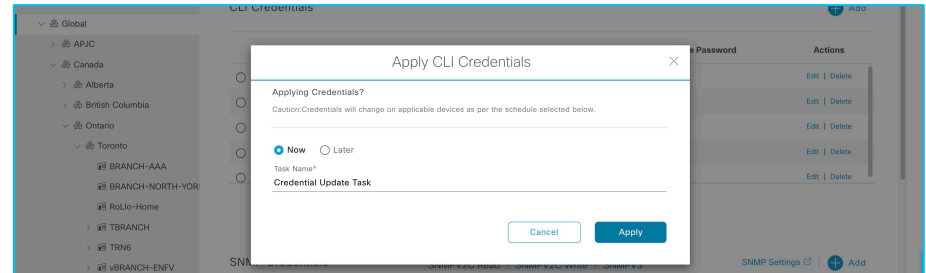 CLI Credentials
Add
Global
APJC
Canada
Alberta
British Columbia
Ontario
Toronto
BRANCH-AAA
BRANCH-NORTH-YOR
RoLlo-Home
TBRANCH
TRN6
vBRANCH-ENFV
Password
Actions
Edit | Delete
Edit | Delete
Edit | Delete
Edit | Delete
Edit | Delete
Apply CLI Credentials
Applying Credentials?
Caution:Credentials will change on applicable devices as per the schedule selected below.
Now
Later
Task Name*
Credential Update Task
Cancel
Apply
SNMPV2C Read | SNMPV2C Write | SNMPV3
SNMP Settings
Add